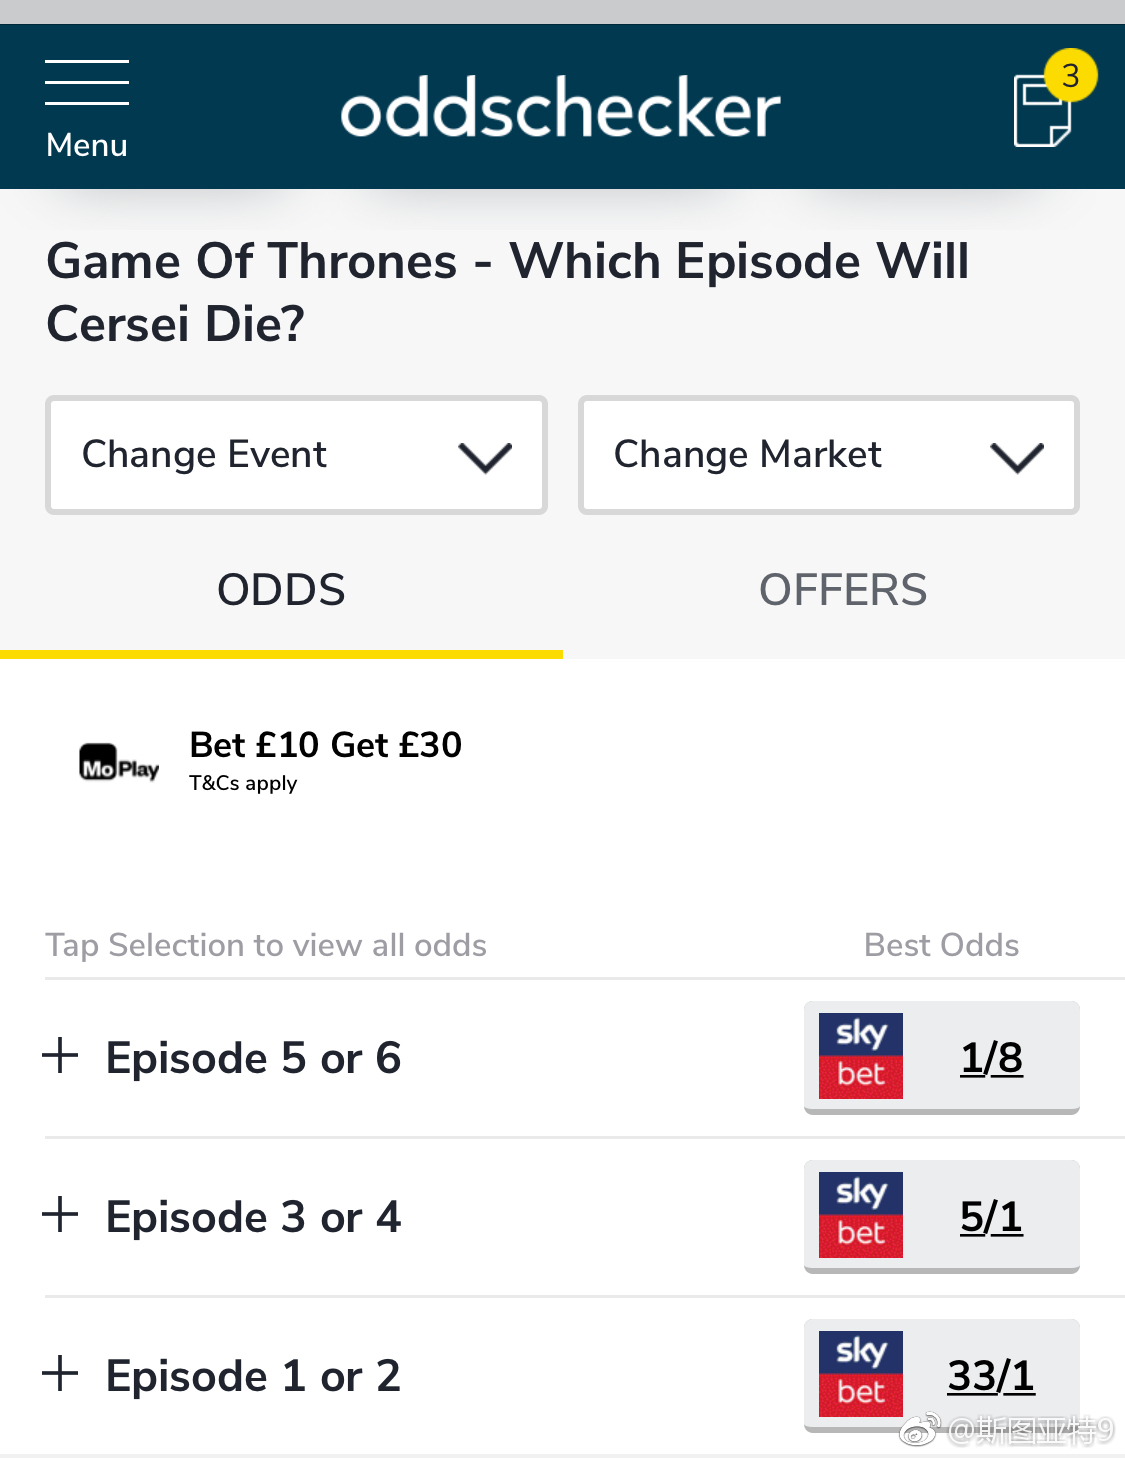 Menu
oddschecker
3
Game Of Thrones - Which Episode Will
Cersei Die?
Change Event
Change Market
ODDS
OFFERS
MoPlay
Bet £10 Get £30
T&Cs apply
Tap Selection to view all odds
Best Odds
+ Episode 5 or 6
sky
bet
1/8
+ Episode 3 or 4
sky
bet
5/1
+ Episode 1 or 2
sky
bet
33/1
@斯图亚特9